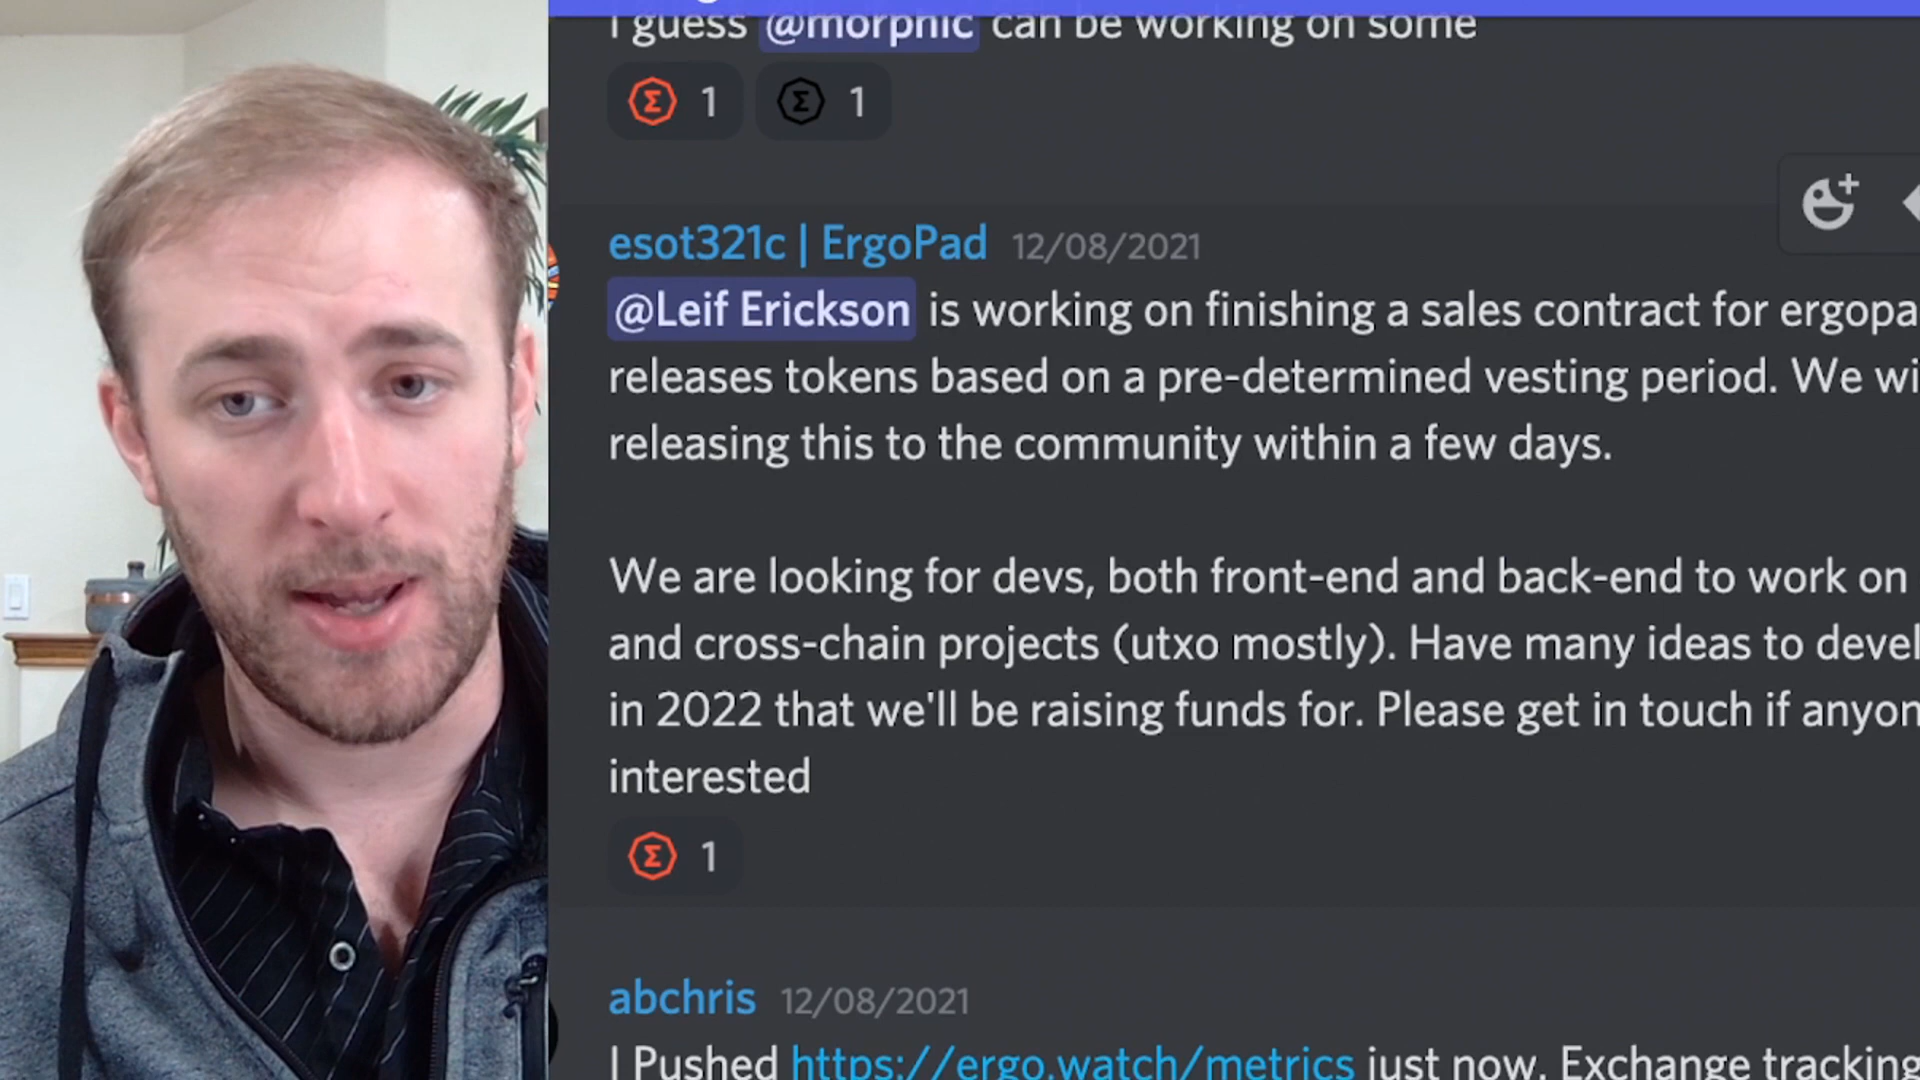 I guess @morphic can be working on some
1 1
esot321c | ErgoPad 12/08/2021
@Leif Erickson is working on finishing a sales contract for ergopa
releases tokens based on a pre-determined vesting period. We wi
releasing this to the community within a few days.
We are looking for devs, both front-end and back-end to work on
and cross-chain projects (utxo mostly). Have many ideas to devel
in 2022 that we'll be raising funds for. Please get in touch if anyon
interested
1
abchris 12/08/2021
I Pushed https://ergo.watch/metrics just now. Exchange tracking